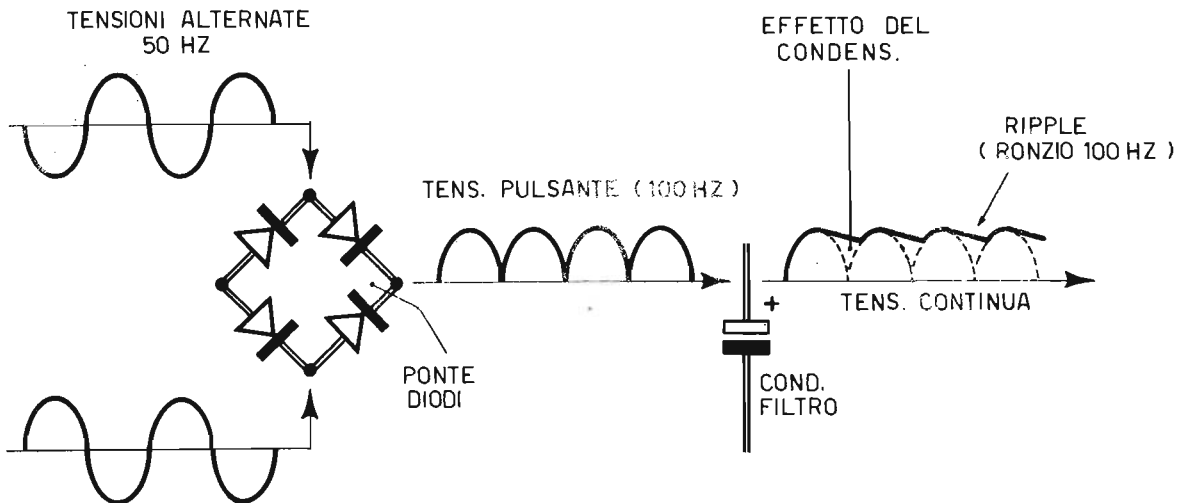 TENSIONI ALTERNATE
50 HZ
EFFETTO DEL
CONDENS.
RIPPLE
( RONZIO 100 HZ )
TENS. PULSANTE ( 100 HZ )
+
TENS. CONTINUA
PONTE
DIODI
COND.
FILTRO